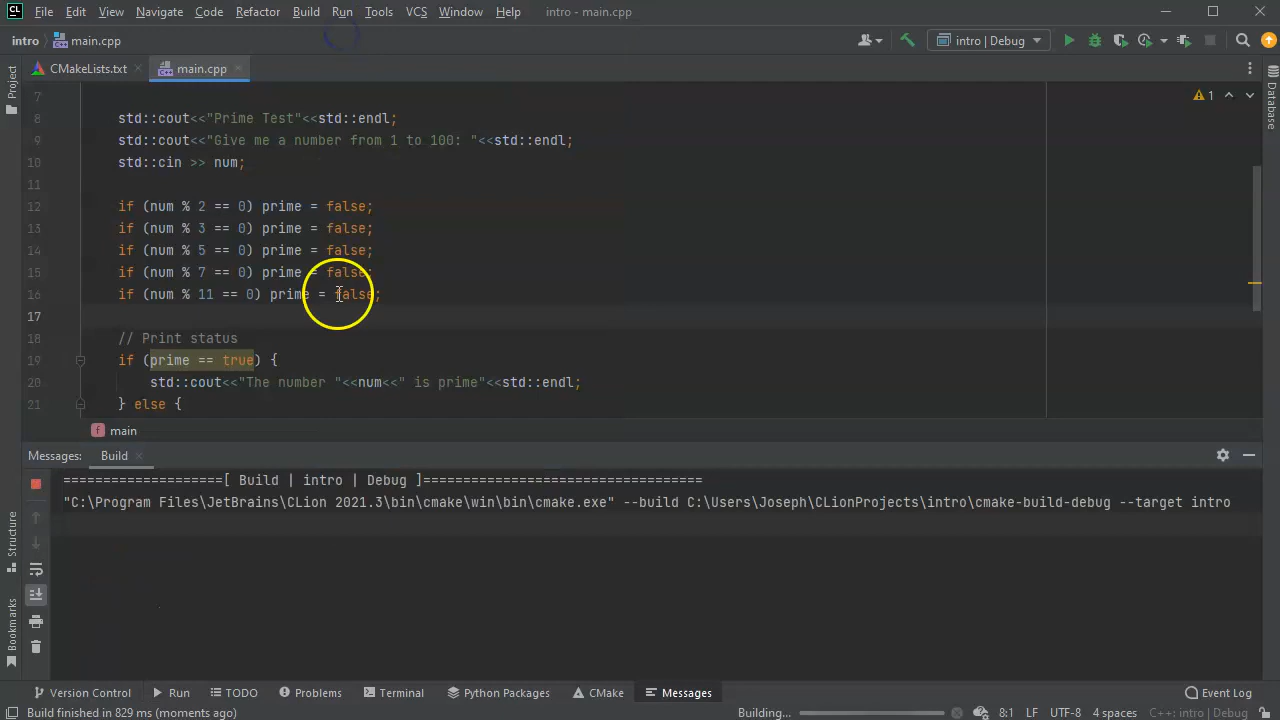 CL File Edit View Navigate Code Refactor Build Run Tools VCS Window Help intro - main.cpp
intro main.cpp intro | Debug
CMakeLists.txt main.cpp
Project
Database
Structure
Bookmarks
1
7
8 std::cout<<"Prime Test"<<std::endl;
9 std::cout<<"Give me a number from 1 to 100: "<<std::endl;
10 std::cin >> num;
11
12 if (num % 2 == 0) prime = false;
13 if (num % 3 == 0) prime = false;
14 if (num % 5 == 0) prime = false;
15 if (num % 7 == 0) prime = false;
16 if (num % 11 == 0) prime = false;
17
18 // Print status
19 if (prime == true) {
20 std::cout<<"The number "<<num<<" is prime"<<std::endl;
21 } else {
main
Messages: Build
====================[ Build | intro | Debug ]===================================
"C:\Program Files\JetBrains\CLion 2021.3\bin\cmake\win\bin\cmake.exe" --build C:\Users\Joseph\CLionProjects\intro\cmake-build-debug --target intro
Version Control Run TODO Problems Terminal Python Packages CMake Messages Event Log
Build finished in 829 ms (moments ago) Building... 8:1 LF UTF-8 4 spaces C++: intro | Debug